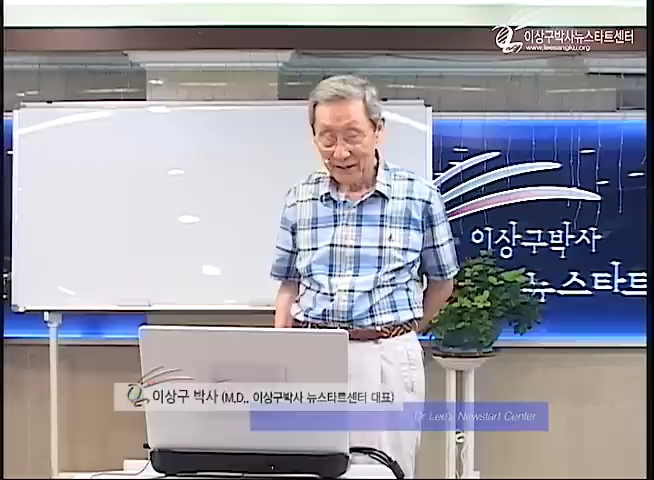 이상구박사뉴스타트센터
www.leesangku.org
이상구박사
뉴스타트
이상구 박사 (M.D., 이상구박사 뉴스타트센터 대표)
Dr Lee's Newstart Center